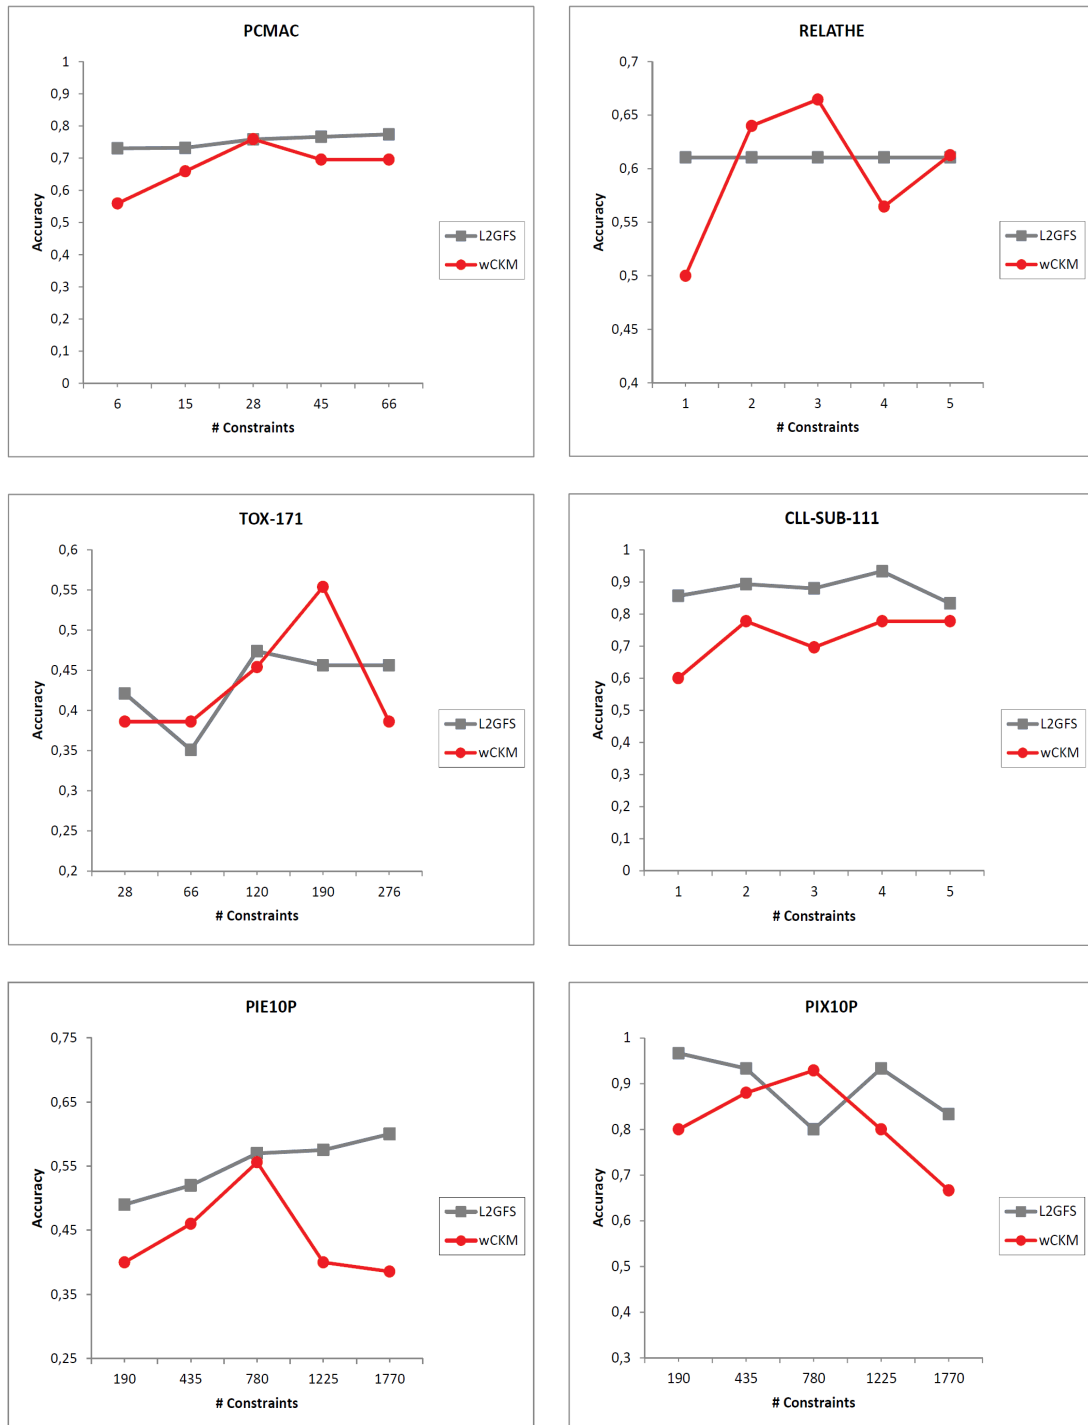 PCMAC
1
0,9
0,8
0,7
0,6
0,5
0,4
0,3
0,2
0,1
0
Accuracy
6 15 28 45 66
# Constraints
L2GFS
wCKM
RELATHE
0,7
0,65
0,6
0,55
0,5
0,45
0,4
Accuracy
1 2 3 4 5
# Constraints
L2GFS
wCKM
TOX-171
0,6
0,55
0,5
0,45
0,4
0,35
0,3
0,25
0,2
Accuracy
28 66 120 190 276
# Constraints
L2GFS
wCKM
CLL-SUB-111
1
0,9
0,8
0,7
0,6
0,5
0,4
0,3
0,2
0,1
0
Accuracy
1 2 3 4 5
# Constraints
L2GFS
wCKM
PIE10P
0,75
0,65
0,55
0,45
0,35
0,25
Accuracy
190 435 780 1225 1770
# Constraints
L2GFS
wCKM
PIX10P
1
0,9
0,8
0,7
0,6
0,5
0,4
0,3
Accuracy
190 435 780 1225 1770
# Constraints
L2GFS
wCKM